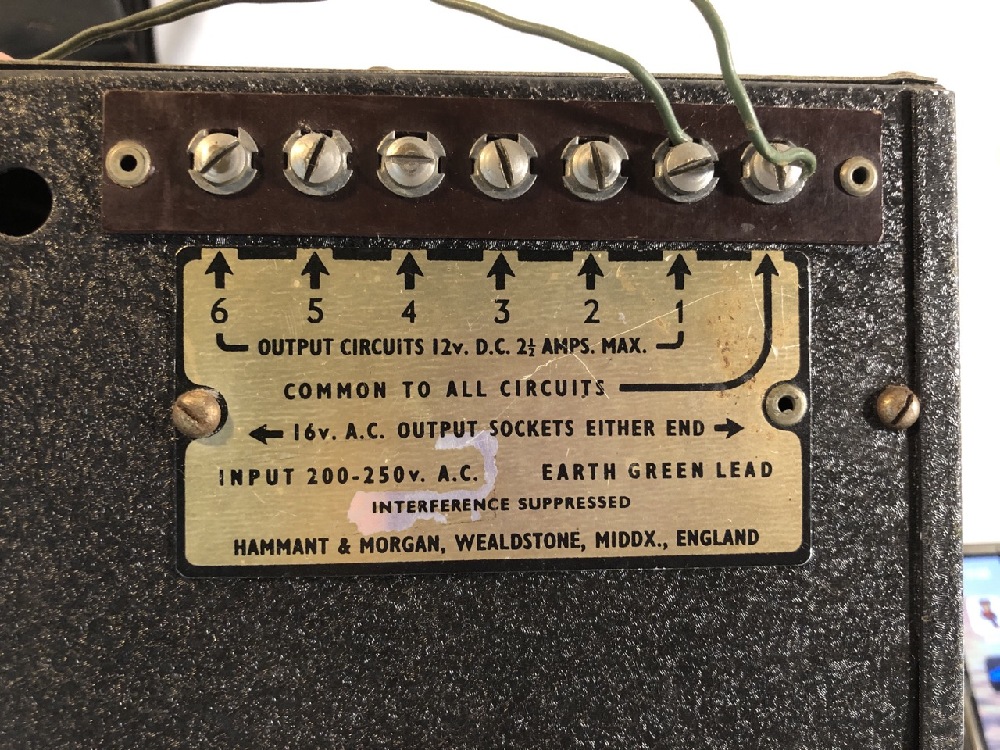 6 5 4 3 2 1
OUTPUT CIRCUITS 12v. D.C. 2½ AMPS. MAX.
COMMON TO ALL CIRCUITS
16v. A.C. OUTPUT SOCKETS EITHER END
INPUT 200-250v. A.C. EARTH GREEN LEAD
INTERFERENCE SUPPRESSED
HAMMANT & MORGAN, WEALDSTONE, MIDDX., ENGLAND